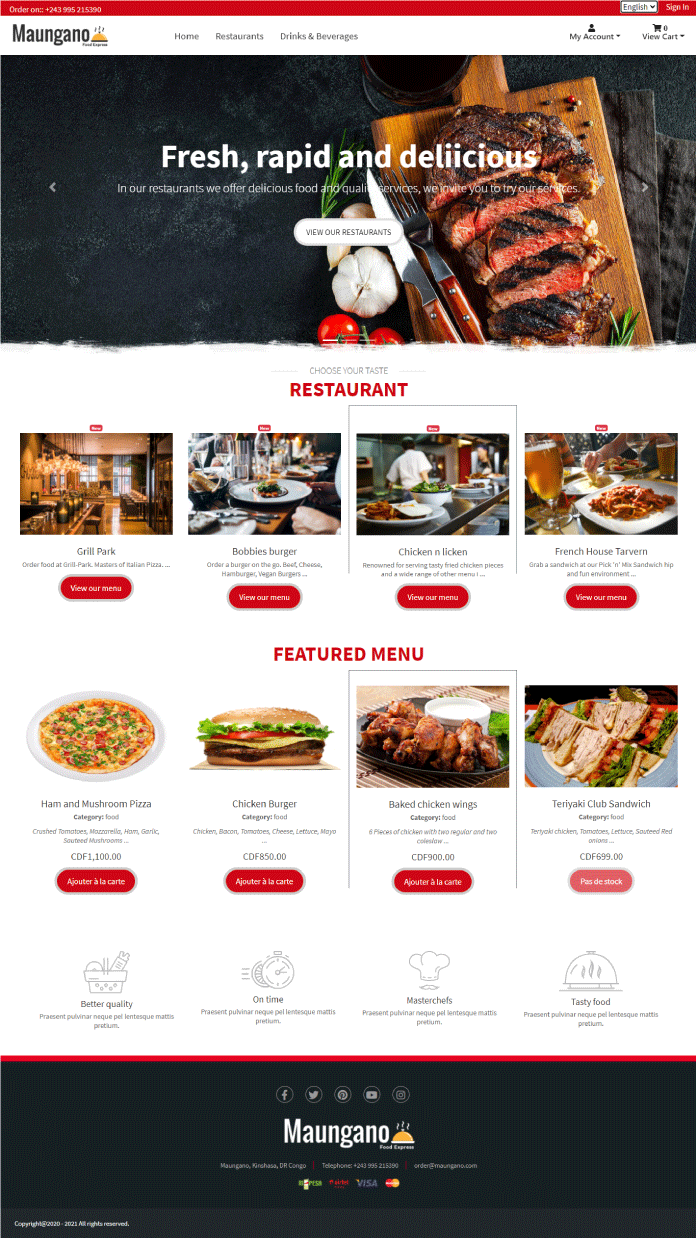 Order on:: +243 995 215390
English
Sign In
Maungano
Food Express
Home
Restaurants
Drinks & Beverages
My Account
0
View Cart
Fresh, rapid and deliicious
In our restaurants we offer delicious food and quality services, we invite you to try our services.
VIEW OUR RESTAURANTS
CHOOSE YOUR TASTE
RESTAURANT
New
New
New
New
Grill Park
Order food at Grill-Park. Masters of Italian Pizza. ...
View our menu
Bobbies burger
Order a burger on the go. Beef, Cheese,
Hamburger, Vegan Burgers ...
View our menu
Chicken n licken
Renowned for serving tasty fried chicken pieces
and a wide range of other menu i ...
View our menu
French House Tarvern
Grab a sandwich at our Pick 'n' Mix Sandwich hip
and fun environment ...
View our menu
FEATURED MENU
Ham and Mushroom Pizza
Category: food
Crushed Tomatoes, Mozzarella, Ham, Garlic,
Sauteed Mushrooms ...
CDF1,100.00
Ajouter à la carte
Chicken Burger
Category: food
Chicken, Bacon, Tomatoes, Cheese, Lettuce, Mayo
...
CDF850.00
Ajouter à la carte
Baked chicken wings
Category: food
6 Pieces of chicken with two regular and two
coleslaw ...
CDF900.00
Ajouter à la carte
Teriyaki Club Sandwich
Category: food
Teriyaki chicken, Tomatoes, Lettuce, Sauteed Red
onions ...
CDF699.00
Pas de stock
Better quality
Praesent pulvinar neque pel lentesque mattis
pretium.
On time
Praesent pulvinar neque pel lentesque mattis
pretium.
Masterchefs
Praesent pulvinar neque pel lentesque mattis
pretium.
Tasty food
Praesent pulvinar neque pel lentesque mattis
pretium.
Maungano
Food Express
Maungano, Kinshasa, DR Congo
Telephone: +243 995 215390
order@maungano.com
airtel
VISA
Copyright@2020 - 2021 All rights reserved.